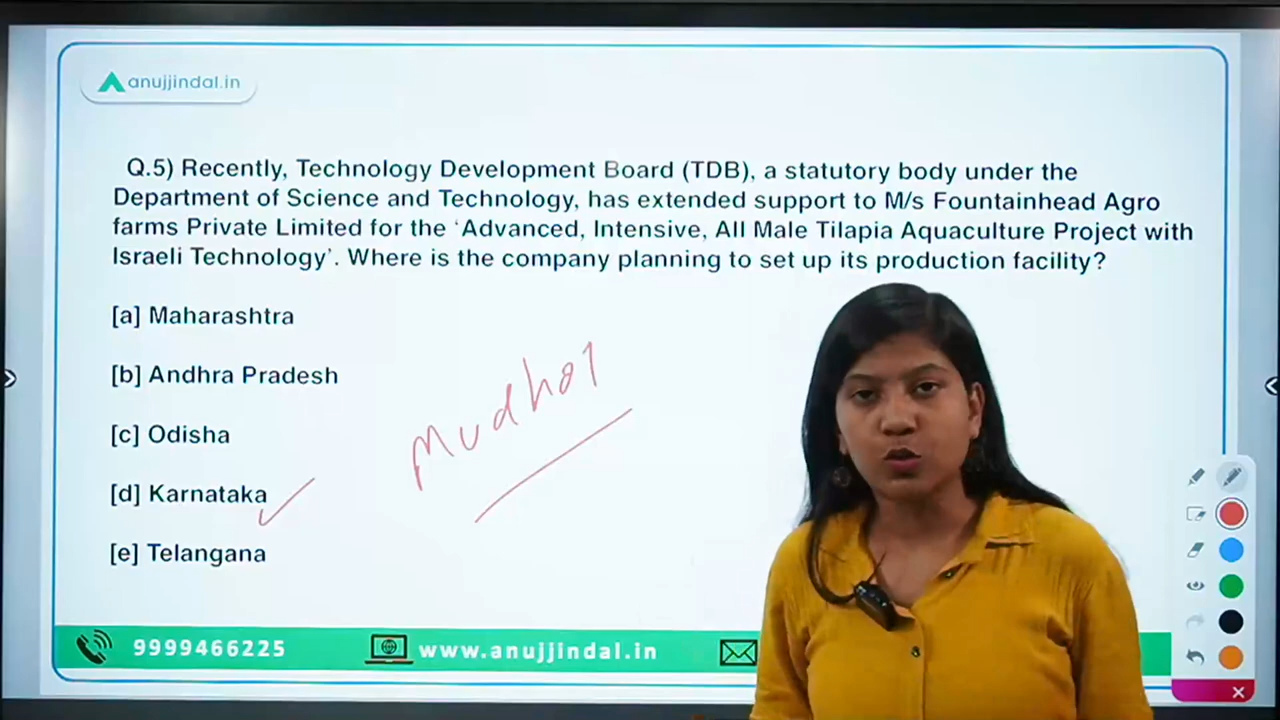 anujjindal.in
Q.5) Recently, Technology Development Board (TDB), a statutory body under the
Department of Science and Technology, has extended support to M/s Fountainhead Agro
farms Private Limited for the ‘Advanced, Intensive, All Male Tilapia Aquaculture Project with
Israeli Technology’. Where is the company planning to set up its production facility?
[a] Maharashtra
[b] Andhra Pradesh
[c] Odisha
[d] Karnataka
[e] Telangana
Mudhol
9999466225
www.anujjindal.in